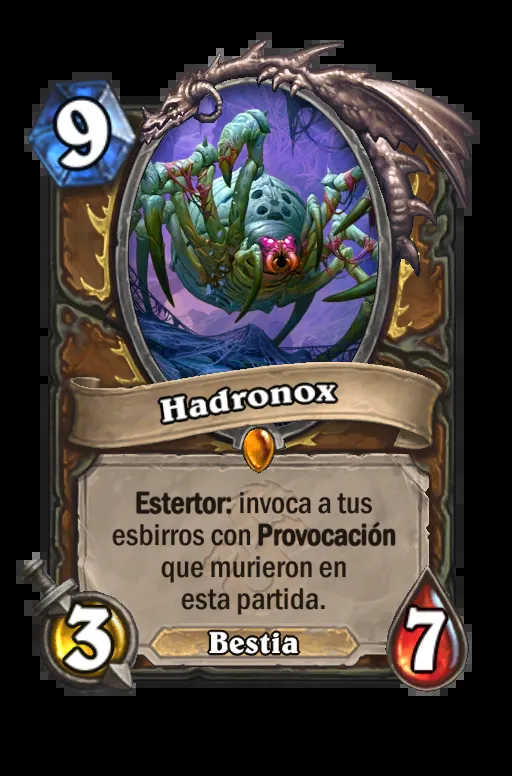 9
Hadronox
Estertor: invoca a tus
esbirros con Provocación
que murieron en
esta partida.
3
Bestia
7